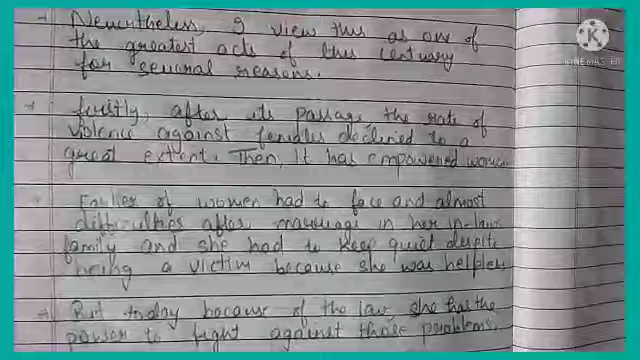 Nevertheless, I view this as one of
the greatest acts of this centuary
for several reasons.
firstly, after its passage, the rate of
violence against females declined to a
great extent. Then, It has empowered women
Earlier of women had to face and almost
difficulties after marriage in her in-law
family and she had to keep quiet despite
being a victim because she was helpless
But today because of the law, she has the
power to fight against those problems.
KINEMASTER